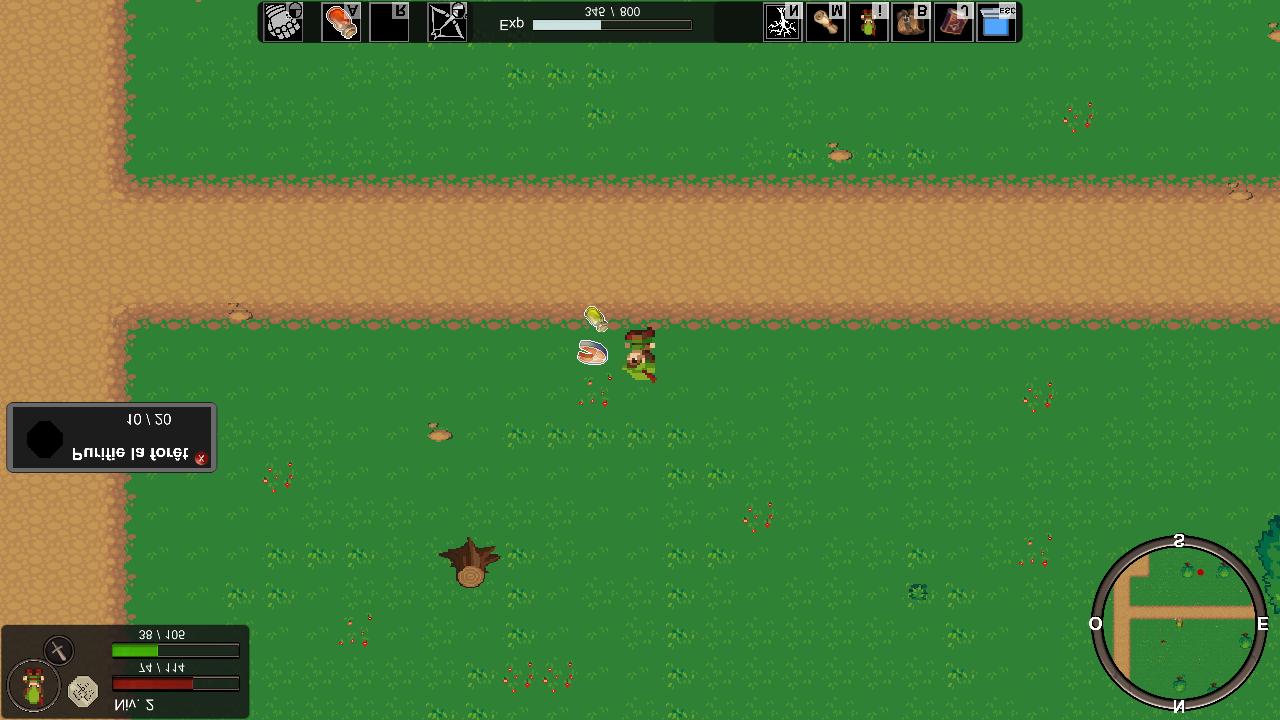 Niv. 2
74 / 114
38 / 105
N
O
E
S
Purifie la forêt
x
10 / 20
A
R
Exp
345 / 800
N
M
I
B
J
ESC